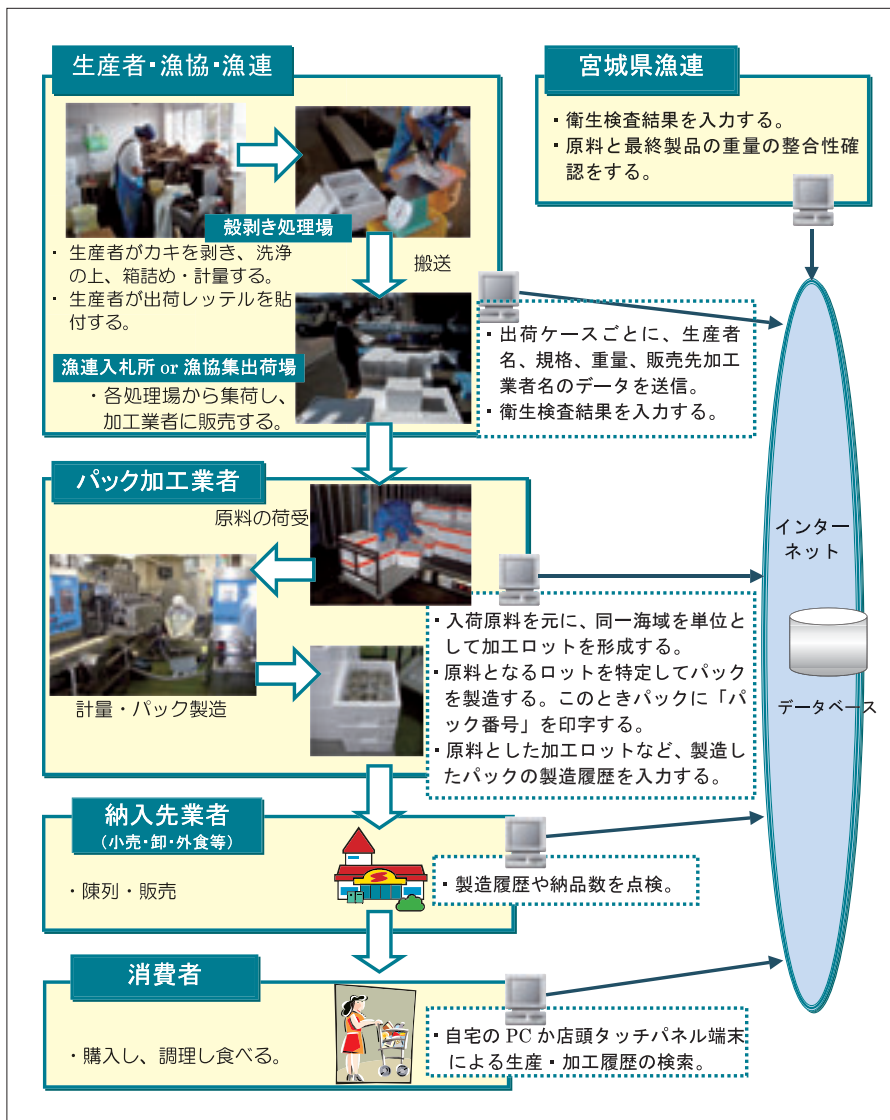 生産者・漁協・漁連
殻剥き処理場
・ 生産者がカキを剥き、洗浄
の上、箱詰め・計量する。
・ 生産者が出荷レッテルを貼
付する。
搬送
漁連入札所 or 漁協集出荷場
・各処理場から集荷し、
加工業者に販売する。
宮城県漁連
・ 衛生検査結果を入力する。
・ 原料と最終製品の重量の整合性確
認をする。
・ 出荷ケースごとに、生産者
名、規格、重量、販売先加工
業者名のデータを送信。
・ 衛生検査結果を入力する。
パック加工業者
原料の荷受
計量・パック製造
・ 入荷原料を元に、同一海域を単位と
して加工ロットを形成する。
・ 原料となるロットを特定してパック
を製造する。このときパックに「パ
ック番号」を印字する。
・ 原料とした加工ロットなど、製造し
たパックの製造履歴を入力する。
インター
ネット
データベース
納入先業者
(小売・卸・外食等)
・陳列・販売
・ 製造履歴や納品数を点検。
消費者
・購入し、調理し食べる。
・ 自宅の PC か店頭タッチパネル端末
による生産・加工履歴の検索。